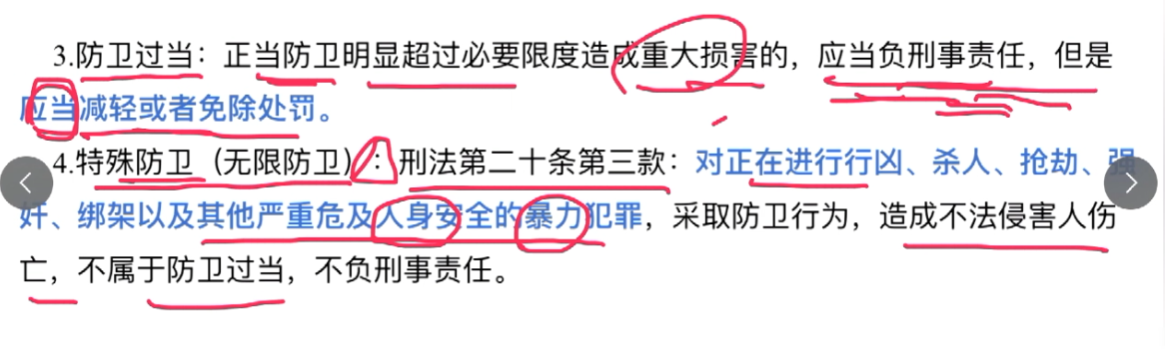 3.防卫过当：正当防卫明显超过必要限度造成重大损害的，应当负刑事责任，但是
应当减轻或者免除处罚。
4.特殊防卫（无限防卫）：刑法第二十条第三款：对正在进行行凶、杀人、抢劫、强
奸、绑架以及其他严重危及人身安全的暴力犯罪，采取防卫行为，造成不法侵害人伤
亡，不属于防卫过当，不负刑事责任。